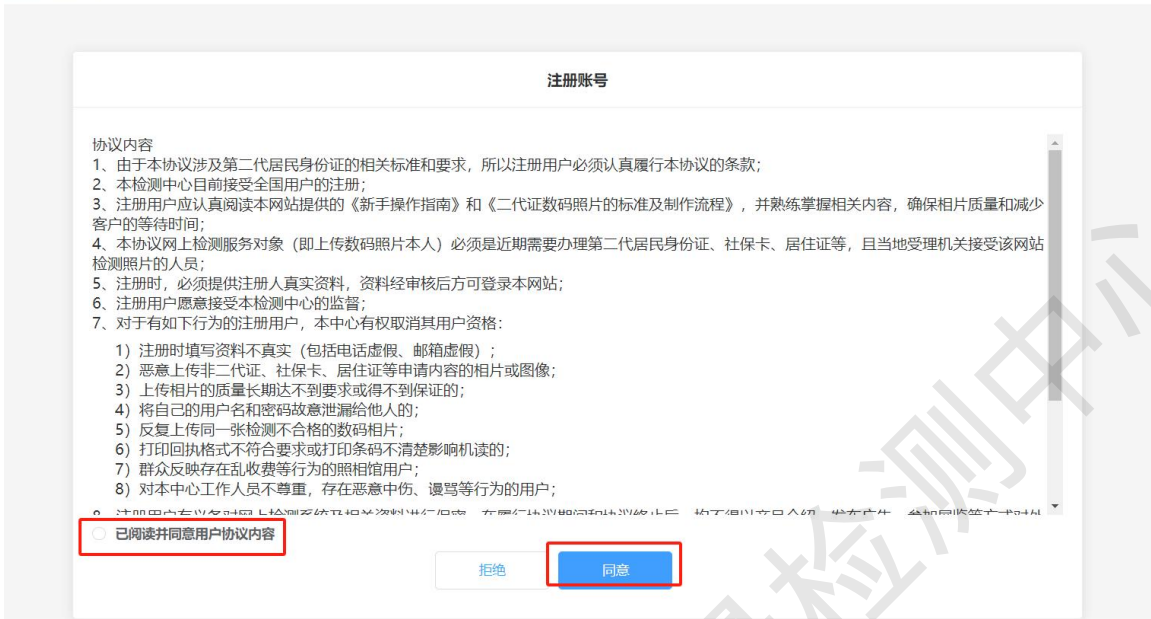 注册账号
协议内容
1、由于本协议涉及第二代居民身份证的相关标准和要求，所以注册用户必须认真履行本协议的条款；
2、本检测中心目前接受全国用户的注册；
3、注册用户应认真阅读本网站提供的《新手操作指南》和《二代证数码照片的标准及制作流程》，并熟练掌握相关内容，确保相片质量和减少
客户的等待时间；
4、本协议网上检测服务对象（即上传数码照片本人）必须是近期需要办理第二代居民身份证、社保卡、居住证等，且当地受理机关接受该网站
检测照片的人员；
5、注册时，必须提供注册人真实资料，资料经审核后方可登录本网站；
6、注册用户愿意接受本检测中心的监督；
7、对于有如下行为的注册用户，本中心有权取消其用户资格：
1）注册时填写资料不真实（包括电话虚假、邮箱虚假）；
2）恶意上传非二代证、社保卡、居住证等申请内容的相片或图像；
3）上传相片的质量长期达不到要求或得不到保证的；
4）将自己的用户名和密码故意泄漏给他人的；
5）反复上传同一张检测不合格的数码相片；
6）打印回执格式不符合要求或打印条码不清楚影响机读的；
7）群众反映存在乱收费等行为的照相馆用户；
8）对本中心工作人员不尊重，存在恶意中伤、谩骂等行为的用户；
已阅读并同意用户协议内容
拒绝
同意
检测中心